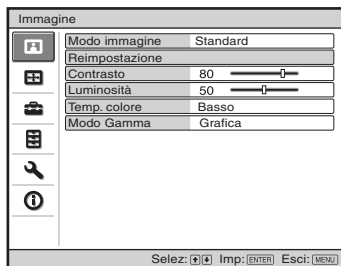 Immagine
Modo immagine Standard
Reimpostazione
Contrasto 80
Luminosità 50
Temp. colore Basso
Modo Gamma Grafica
Selez: Imp: ENTER Esci: MENU